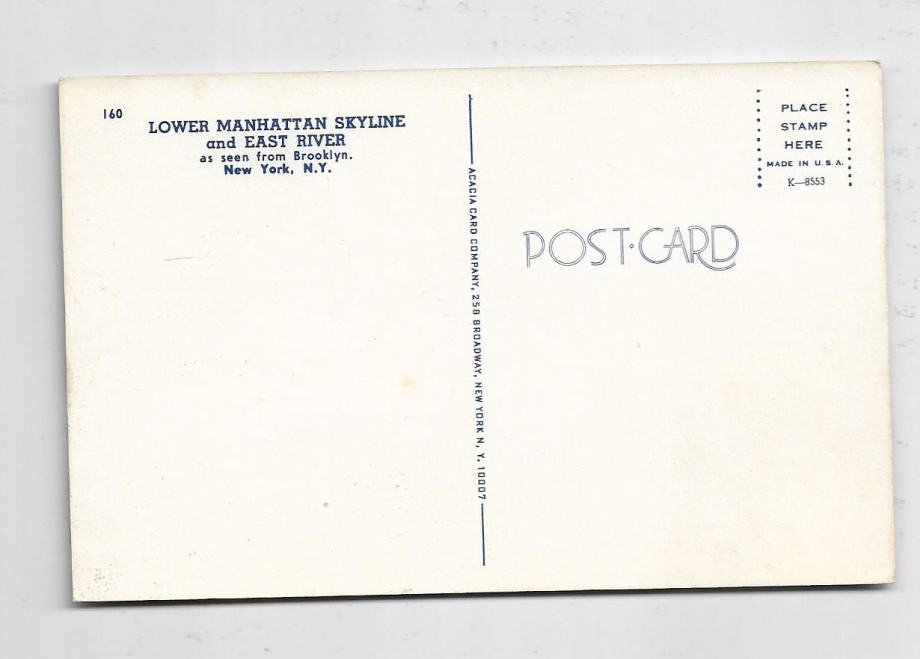 160
LOWER MANHATTAN SKYLINE
and EAST RIVER
as seen from Brooklyn.
New York, N.Y.
ACACIA CARD COMPANY, 258 BROADWAY, NEW YORK N, Y. 10007
PLACE
STAMP
HERE
MADE IN U.S.A.
K—8553
POST·CARD